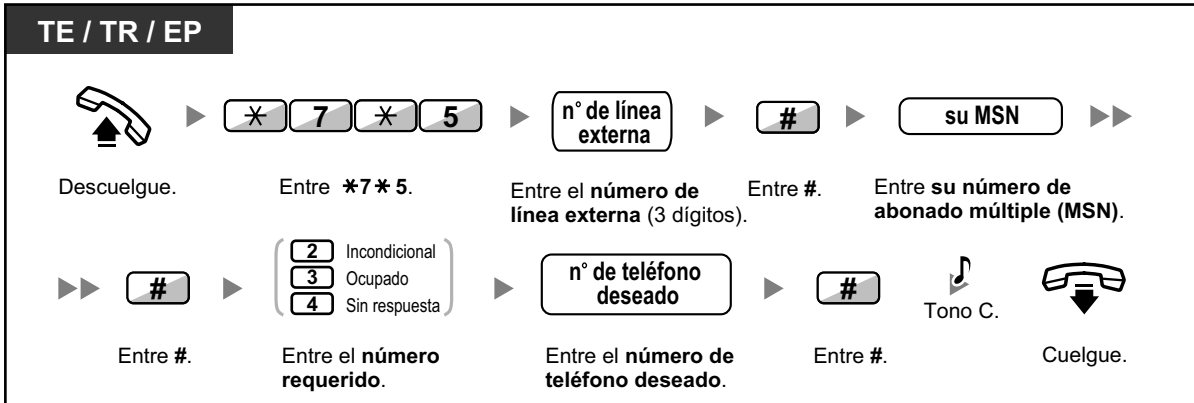 TE / TR / EP
✳ 7 ✳ 5 n° de línea externa # su MSN
Descuelgue. Entre ✳7✳5. Entre el número de línea externa (3 dígitos). Entre #. Entre su número de abonado múltiple (MSN).
# 2 Incondicional
3 Ocupado
4 Sin respuesta
n° de teléfono deseado # Tono C.
Entre #. Entre el número requerido. Entre el número de teléfono deseado. Entre #. Cuelgue.